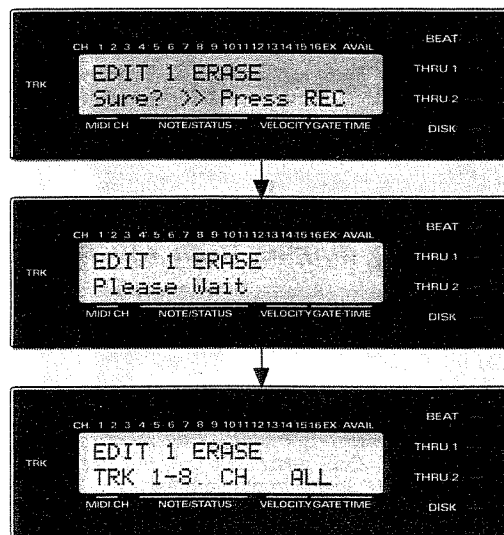 BEAT
CH 1 2 3 4 5 6 7 8 9 10 11 12 13 14 15 16 EX AVAIL
EDIT 1 ERASE
THRU 1
TRK
Sure? >> Press REC
THRU 2
MIDI CH NOTE/STATUS VELOCITY GATE TIME
DISK
BEAT
CH 1 2 3 4 5 6 7 8 9 10 11 12 13 14 15 16 EX AVAIL
EDIT 1 ERASE
THRU 1
TRK
Please Wait
THRU 2
MIDI CH NOTE/STATUS VELOCITY GATE TIME
DISK
BEAT
CH 1 2 3 4 5 6 7 8 9 10 11 12 13 14 15 16 EX AVAIL
EDIT 1 ERASE
THRU 1
TRK
TRK 1-8. CH ALL
THRU 2
MIDI CH NOTE/STATUS VELOCITY GATE TIME
DISK